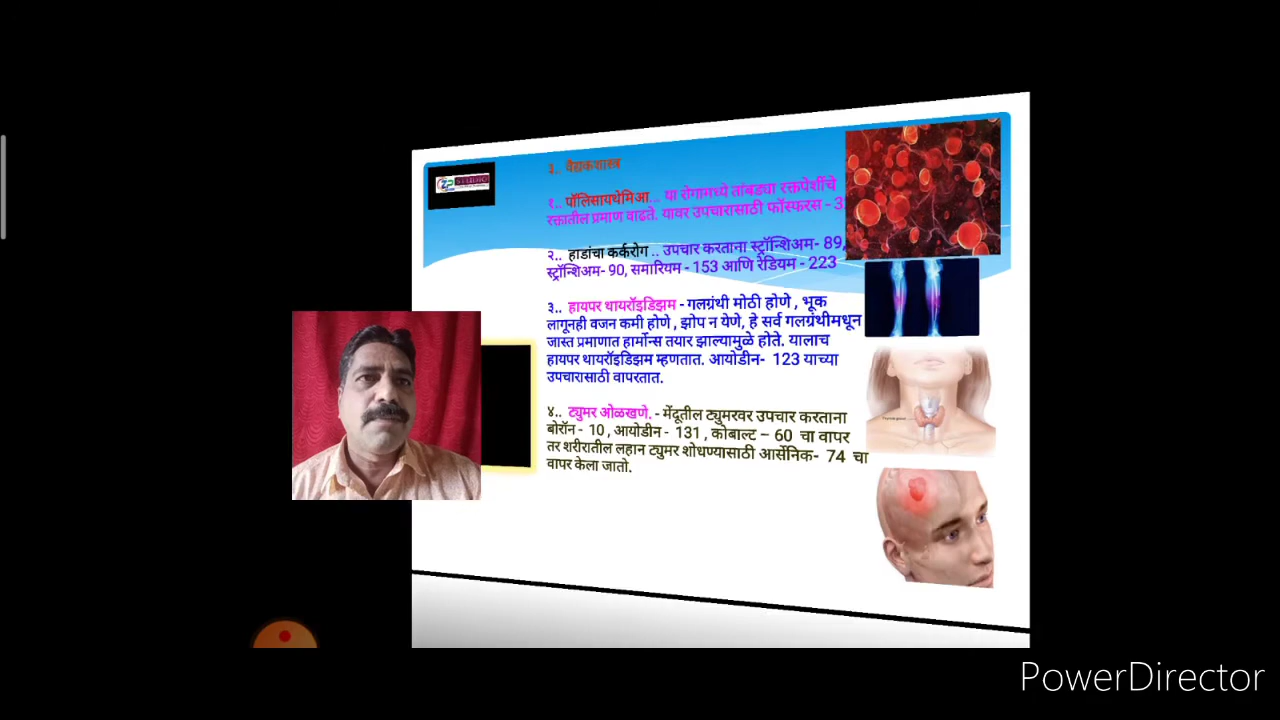 ३.. वैद्यकशास्त्र
१.. पॉलिसायथेमिआ... या रोगामध्ये तांबड्या रक्तपेशींचे
रक्तातील प्रमाण वाढते. यावर उपचारासाठी फॉस्फरस - 3
२.. हाडांचा कर्करोग .. उपचार करताना स्ट्रॉन्शिअम- 89,
स्ट्रॉन्शिअम- 90, समारियम - 153 आणि रेडियम - 223
३.. हायपर थायरॉइडिझम - गलग्रंथी मोठी होणे , भूक
लागूनही वजन कमी होणे , झोप न येणे, हे सर्व गलग्रंथीमधून
जास्त प्रमाणात हार्मोन्स तयार झाल्यामुळे होते. यालाच
हायपर थायरॉइडिझम म्हणतात. आयोडीन- 123 याच्या
उपचारासाठी वापरतात.
४.. ट्युमर ओळखणे. - मेंदूतील ट्युमरवर उपचार करताना
बोरॉन - 10 , आयोडीन - 131 , कोबाल्ट – 60 चा वापर
तर शरीरातील लहान ट्युमर शोधण्यासाठी आर्सेनिक- 74 चा
वापर केला जातो.
PowerDirector